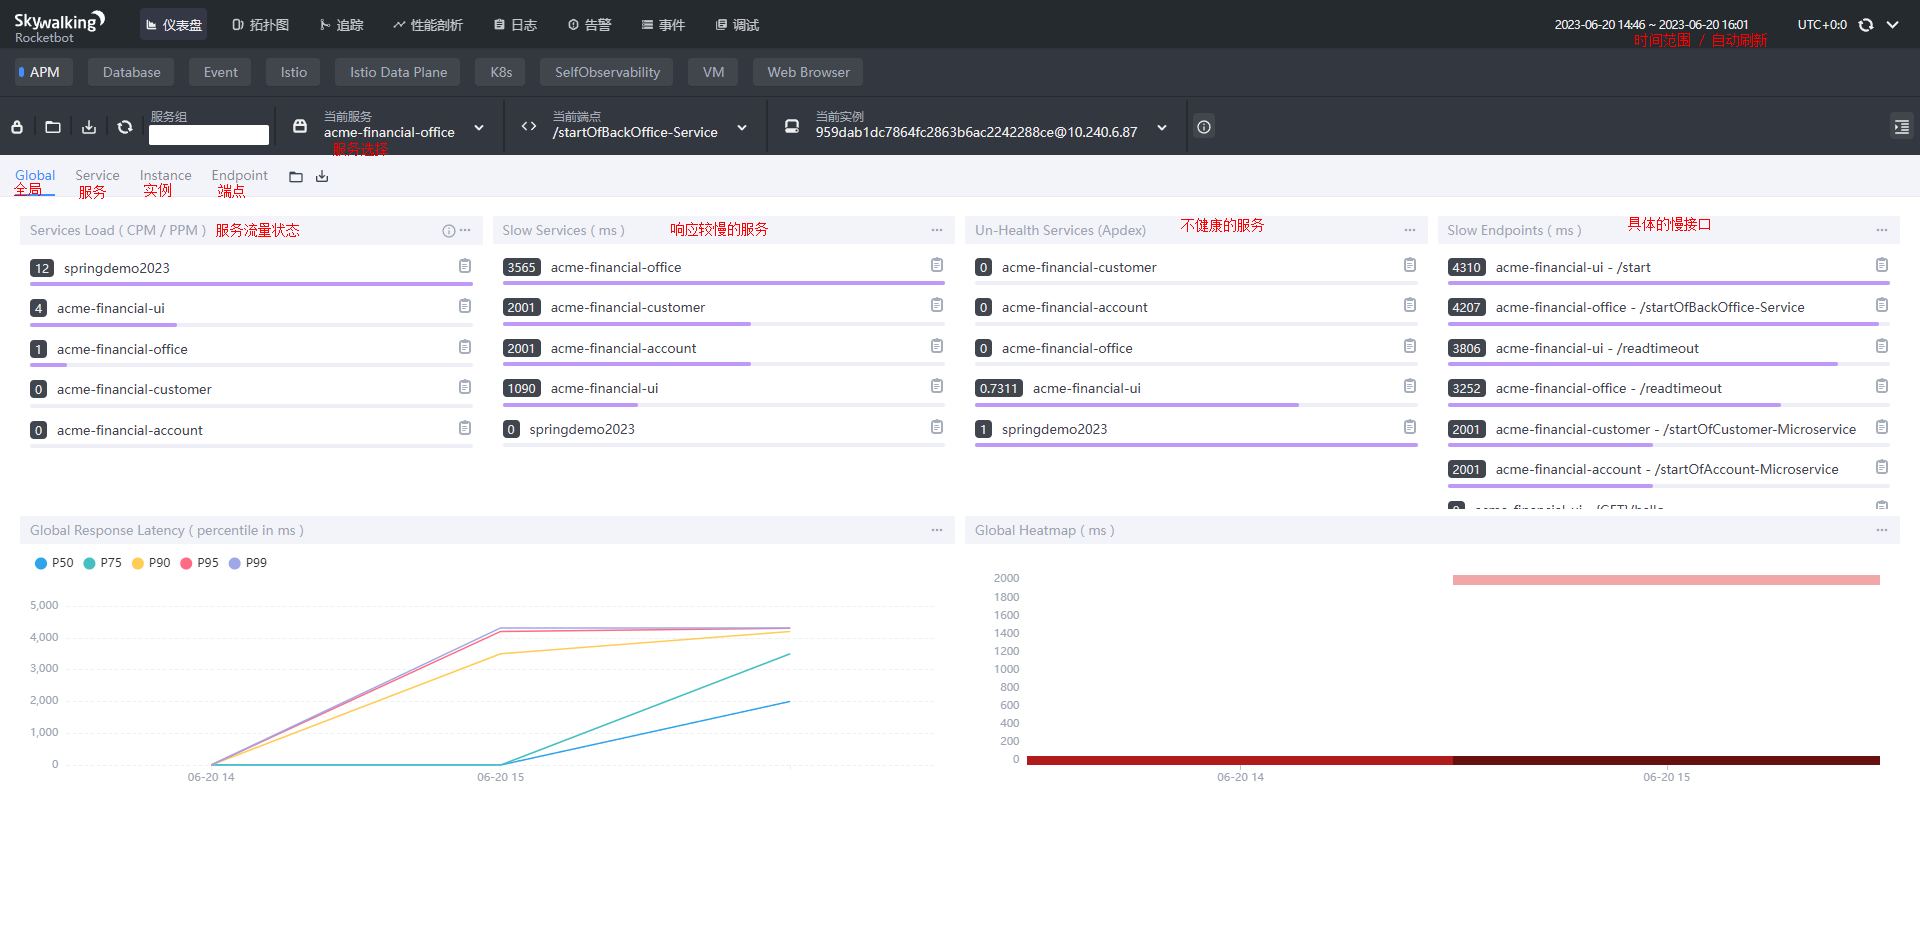 Skywalking
Rocketbot
仪表盘 拓扑图 追踪 性能剖析 日志 告警 事件 调试
2023-06-20 14:46 ~ 2023-06-20 16:01 UTC+0:0
时间范围 / 自动刷新
APM Database Event Istio Istio Data Plane K8s SelfObservability VM Web Browser
服务组 当前服务 当前端点 当前实例
acme-financial-office /startOfBackOffice-Service 959dab1dc7864fc2863b6ac2242288ce@10.240.6.87
服务选择
Global Service Instance Endpoint
全局 服务 实例 端点
Services Load ( CPM / PPM ) 服务流量状态
12 springdemo2023
4 acme-financial-ui
1 acme-financial-office
0 acme-financial-customer
0 acme-financial-account
Slow Services ( ms ) 响应较慢的服务
3565 acme-financial-office
2001 acme-financial-customer
2001 acme-financial-account
1090 acme-financial-ui
0 springdemo2023
Un-Health Services (Apdex) 不健康的服务
0 acme-financial-customer
0 acme-financial-account
0 acme-financial-office
0.7311 acme-financial-ui
1 springdemo2023
Slow Endpoints ( ms ) 具体的慢接口
4310 acme-financial-ui - /start
4207 acme-financial-office - /startOfBackOffice-Service
3806 acme-financial-ui - /readtimeout
3252 acme-financial-office - /readtimeout
2001 acme-financial-customer - /startOfCustomer-Microservice
2001 acme-financial-account - /startOfAccount-Microservice
Global Response Latency ( percentile in ms )
P50 P75 P90 P95 P99
5,000
4,000
3,000
2,000
1,000
0
06-20 14 06-20 15
Global Heatmap ( ms )
2000
1800
1600
1400
1200
1000
800
600
400
200
0
06-20 14 06-20 15